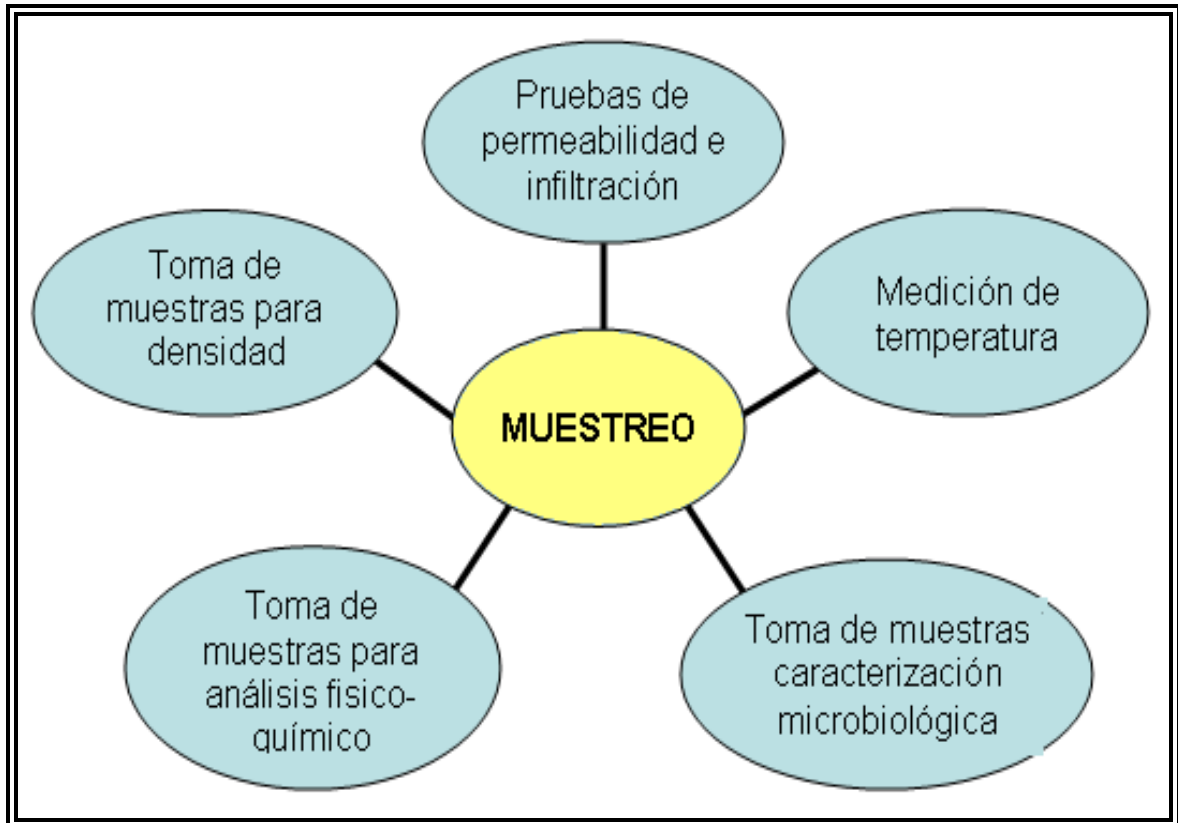 Pruebas de
permeabilidad e
infiltración
Toma de
muestras para
densidad
Medición de
temperatura
MUESTREO
Toma de
muestras para
análisis fisico-
químico
Toma de muestras
caracterización
microbiológica